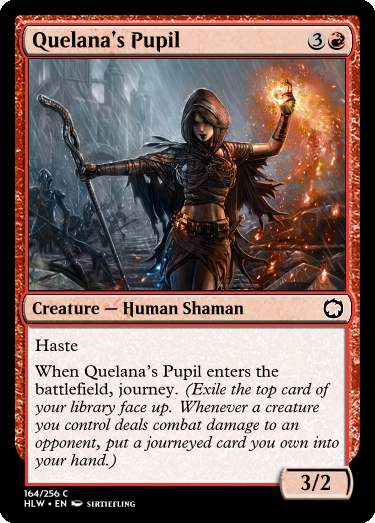 Quelana's Pupil 3
Creature — Human Shaman
Haste
When Quelana's Pupil enters the
battlefield, journey. (Exile the top card of
your library face up. Whenever a creature
you control deals combat damage to an
opponent, put a journeyed card you own into
your hand.)
3/2
164/256 C
HLW • EN SIRTIEFLING